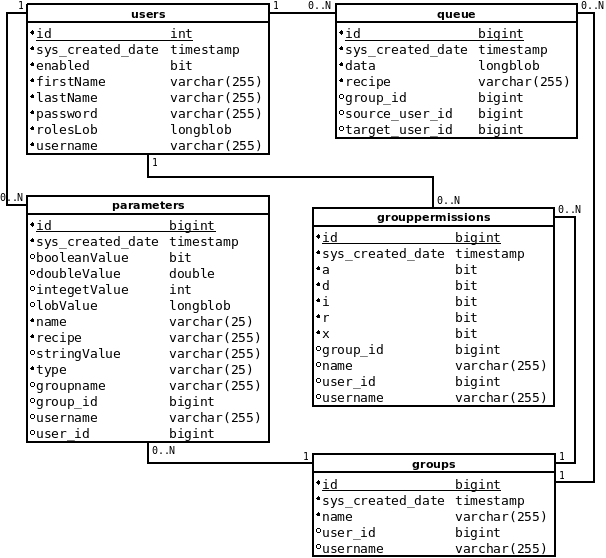 1
1
0..N
0..N
users
id int
sys_created_date timestamp
enabled bit
firstName varchar(255)
lastName varchar(255)
password varchar(255)
rolesLob longblob
username varchar(255)
queue
id bigint
sys_created_date timestamp
data longblob
recipe varchar(255)
group_id bigint
source_user_id bigint
target_user_id bigint
1
0..N
0..N
0..N
parameters
id bigint
sys_created_date timestamp
booleanValue bit
doubleValue double
integetValue int
lobValue longblob
name varchar(25)
recipe varchar(255)
stringValue varchar(255)
type varchar(25)
groupname varchar(255)
group_id bigint
username varchar(255)
user_id bigint
grouppermissions
id bigint
sys_created_date timestamp
a bit
d bit
i bit
r bit
x bit
group_id bigint
name varchar(255)
user_id bigint
username varchar(255)
0..N
1
1
1
groups
id bigint
sys_created_date timestamp
name varchar(255)
user_id bigint
username varchar(255)